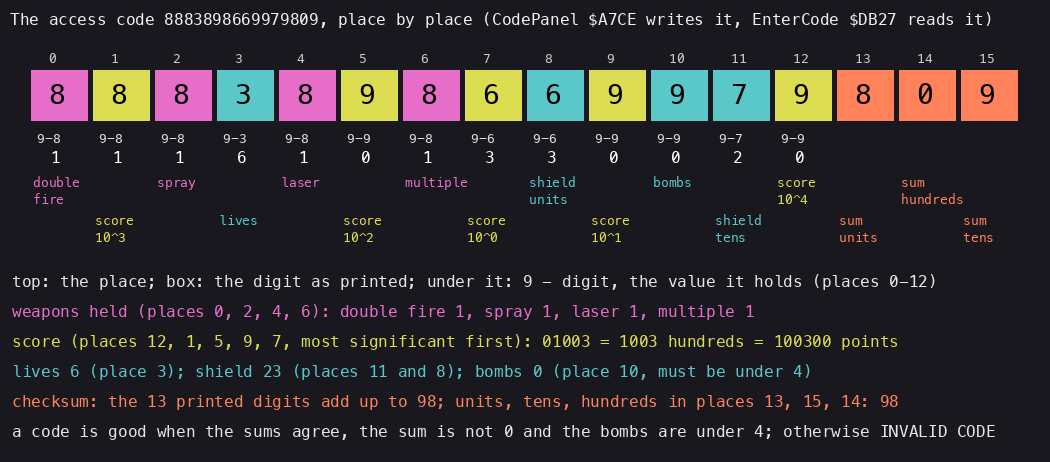 The access code 8883898669979809, place by place (CodePanel $A7CE writes it, EnterCode $DB27 reads it)
0 1 2 3 4 5 6 7 8 9 10 11 12 13 14 15
8 8 8 3 8 9 8 6 6 9 9 7 9 8 0 9
9−8 9−8 9−8 9−3 9−8 9−9 9−8 9−6 9−6 9−9 9−9 9−7 9−9
1 1 1 6 1 0 1 3 3 0 0 2 0
double spray laser multiple shield bombs score sum
fire units 10^4 hundreds
score lives score score score shield sum sum
10^3 10^2 10^0 10^1 tens units tens
top: the place; box: the digit as printed; under it: 9 − digit, the value it holds (places 0−12)
weapons held (places 0, 2, 4, 6): double fire 1, spray 1, laser 1, multiple 1
score (places 12, 1, 5, 9, 7, most significant first): 01003 = 1003 hundreds = 100300 points
lives 6 (place 3); shield 23 (places 11 and 8); bombs 0 (place 10, must be under 4)
checksum: the 13 printed digits add up to 98; units, tens, hundreds in places 13, 15, 14: 98
a code is good when the sums agree, the sum is not 0 and the bombs are under 4; otherwise INVALID CODE